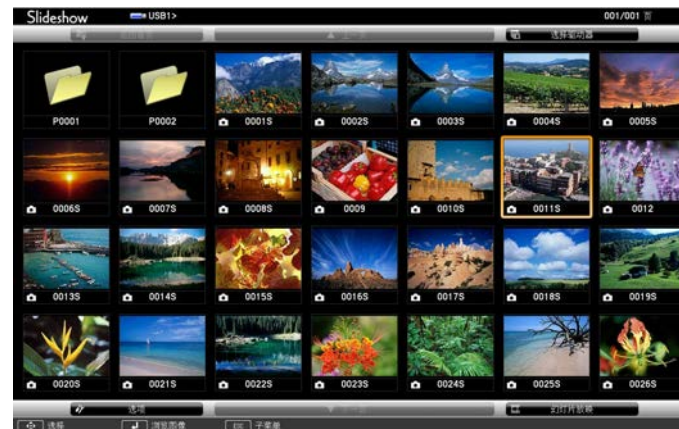 Slideshow USB1> 001/001 页
选择驱动器
P0001 P0002 0001S 0002S 0003S 0004S 0005S
0006S 0007S 0008S 0009 0010S 0011S 0012
0013S 0014S 0015S 0016S 0017S 0018S 0019S
0020S 0021S 0022S 0023S 0024S 0025S 0026S
选项 幻灯片放映
选择 浏览图像 ESC 子菜单